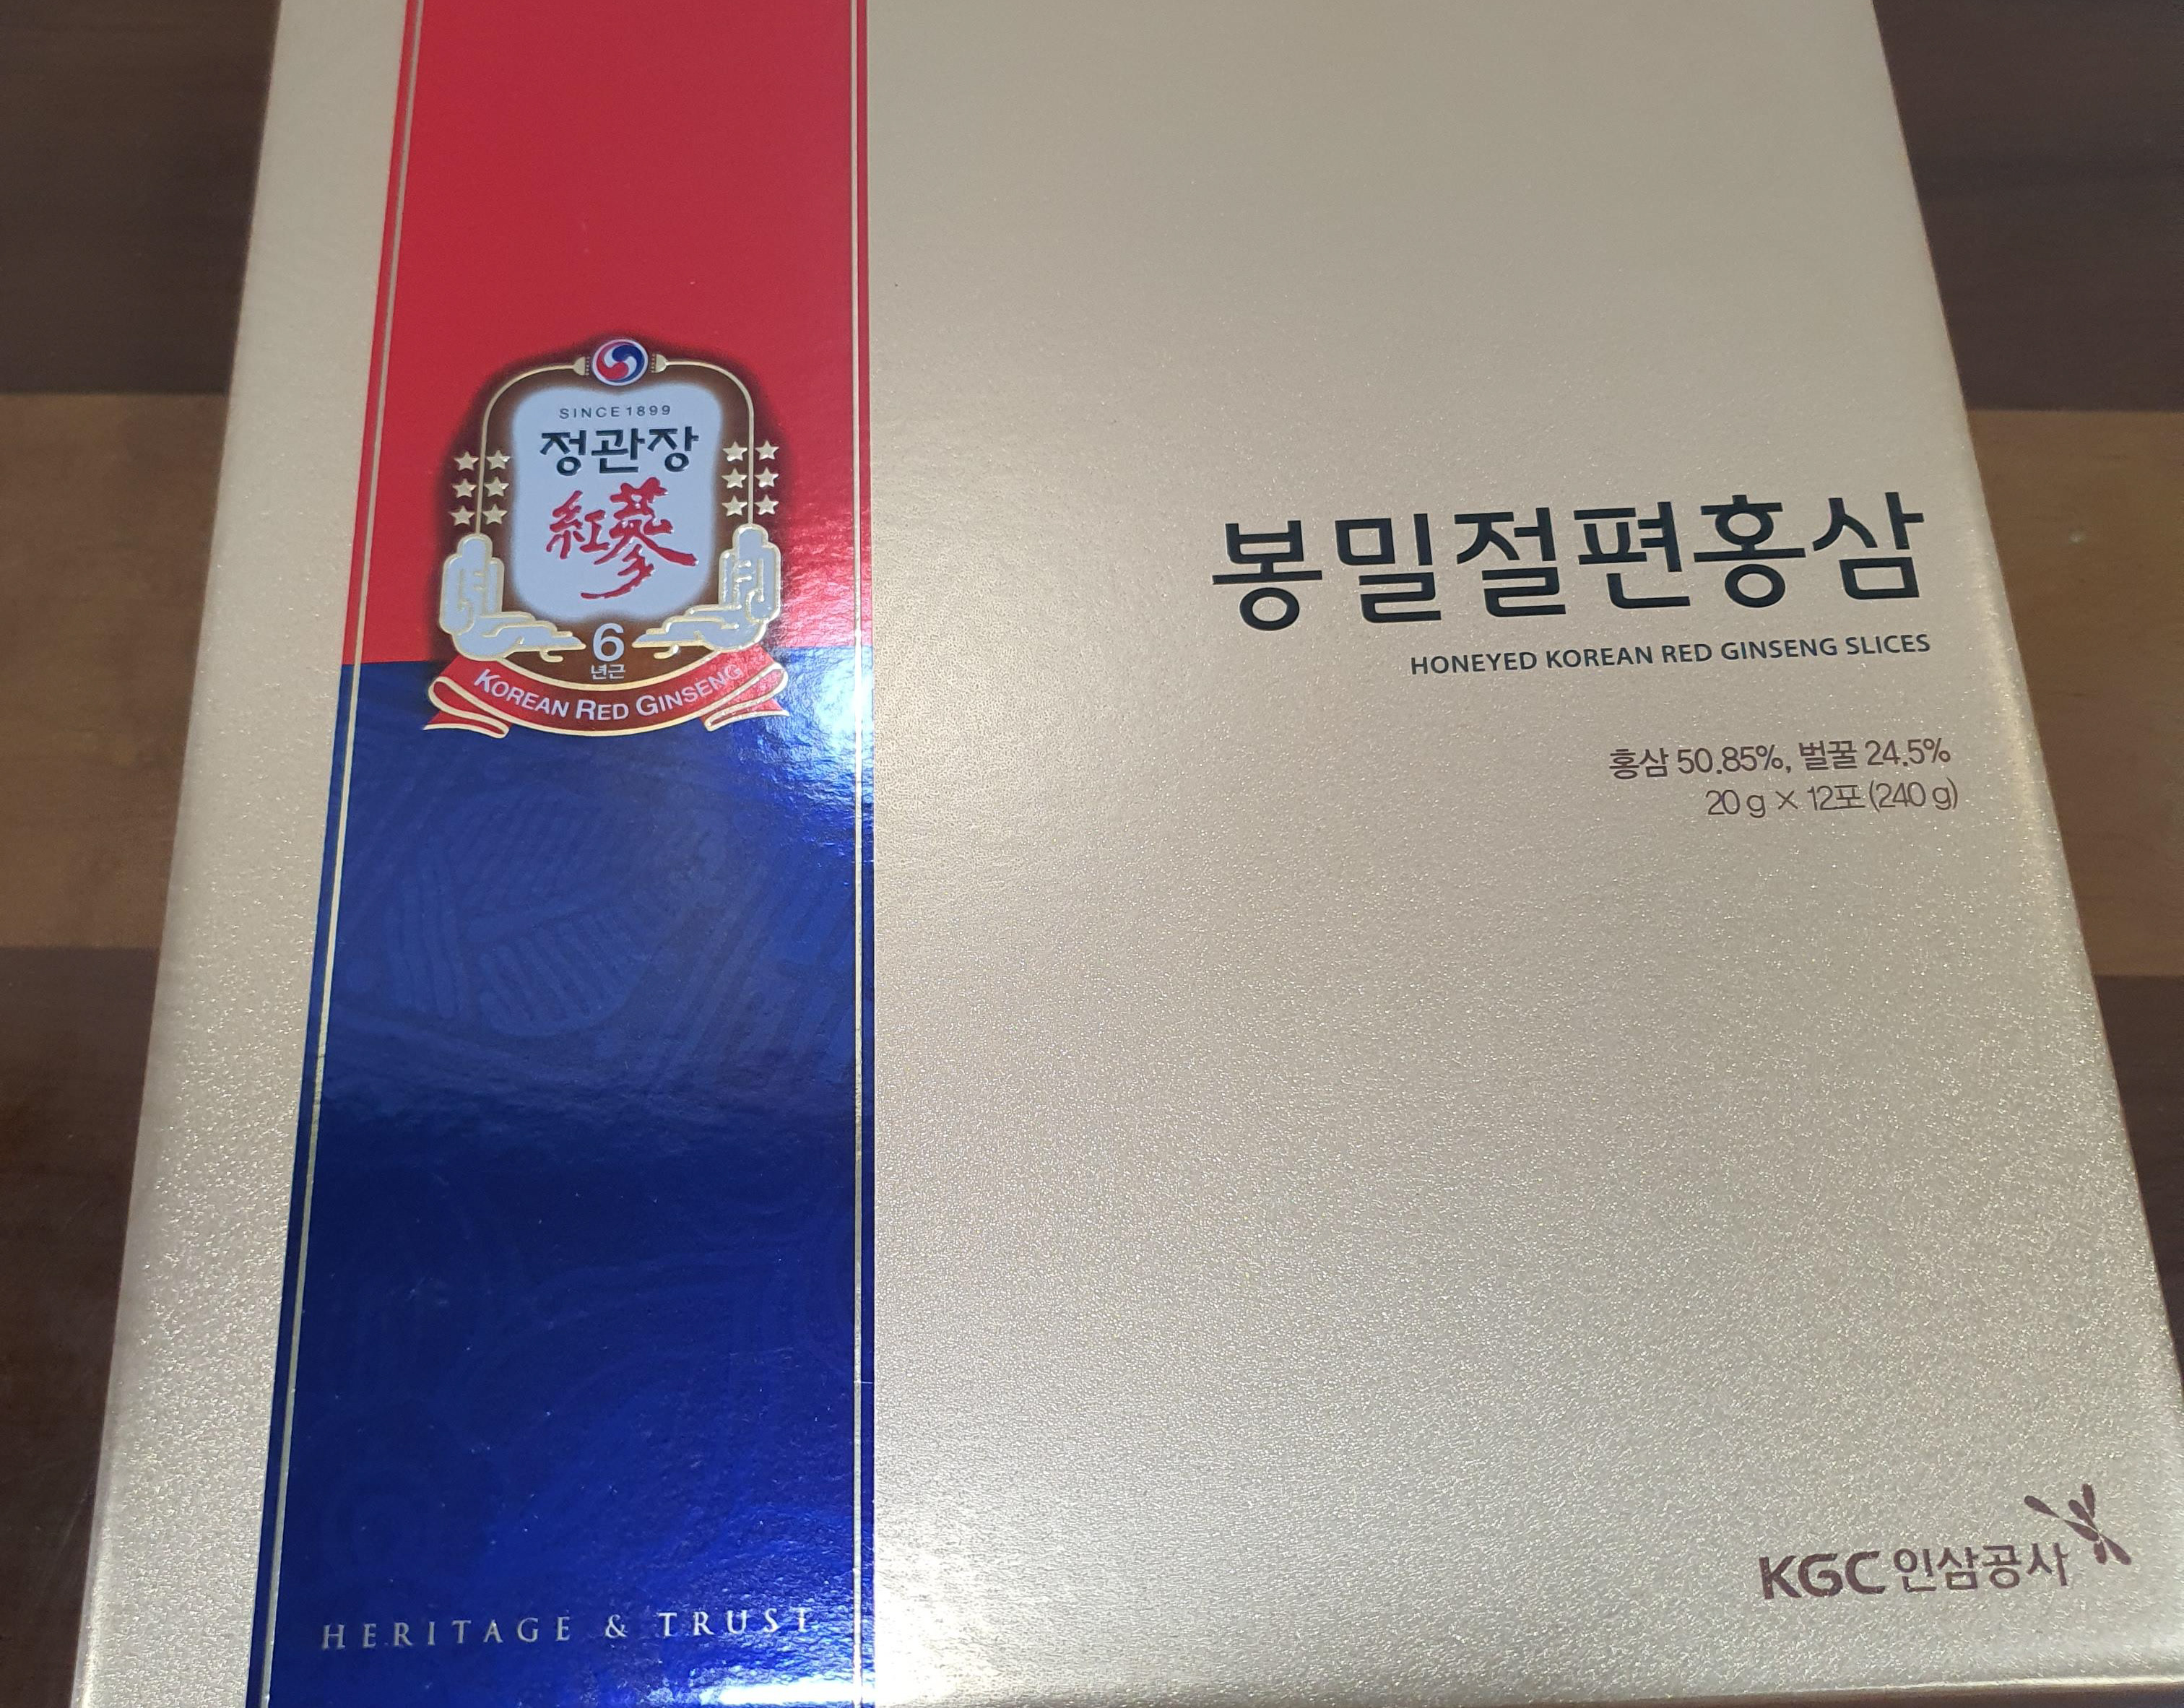 SINCE 1899
정관장
紅蔘
6
년근
KOREAN RED GINSENG
봉밀절편홍삼
HONEYED KOREAN RED GINSENG SLICES
홍삼 50.85%, 벌꿀 24.5%
20 g × 12포 (240 g)
HERITAGE & TRUST
KGC 인삼공사